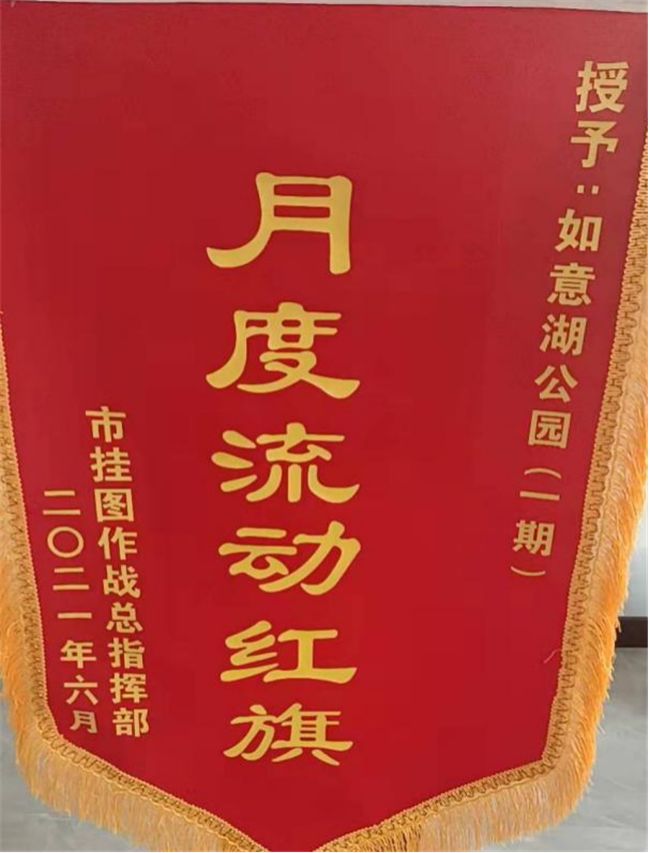 授予：如意湖公园（一期）
月度流动红旗
市挂图作战总指挥部
二〇二一年六月